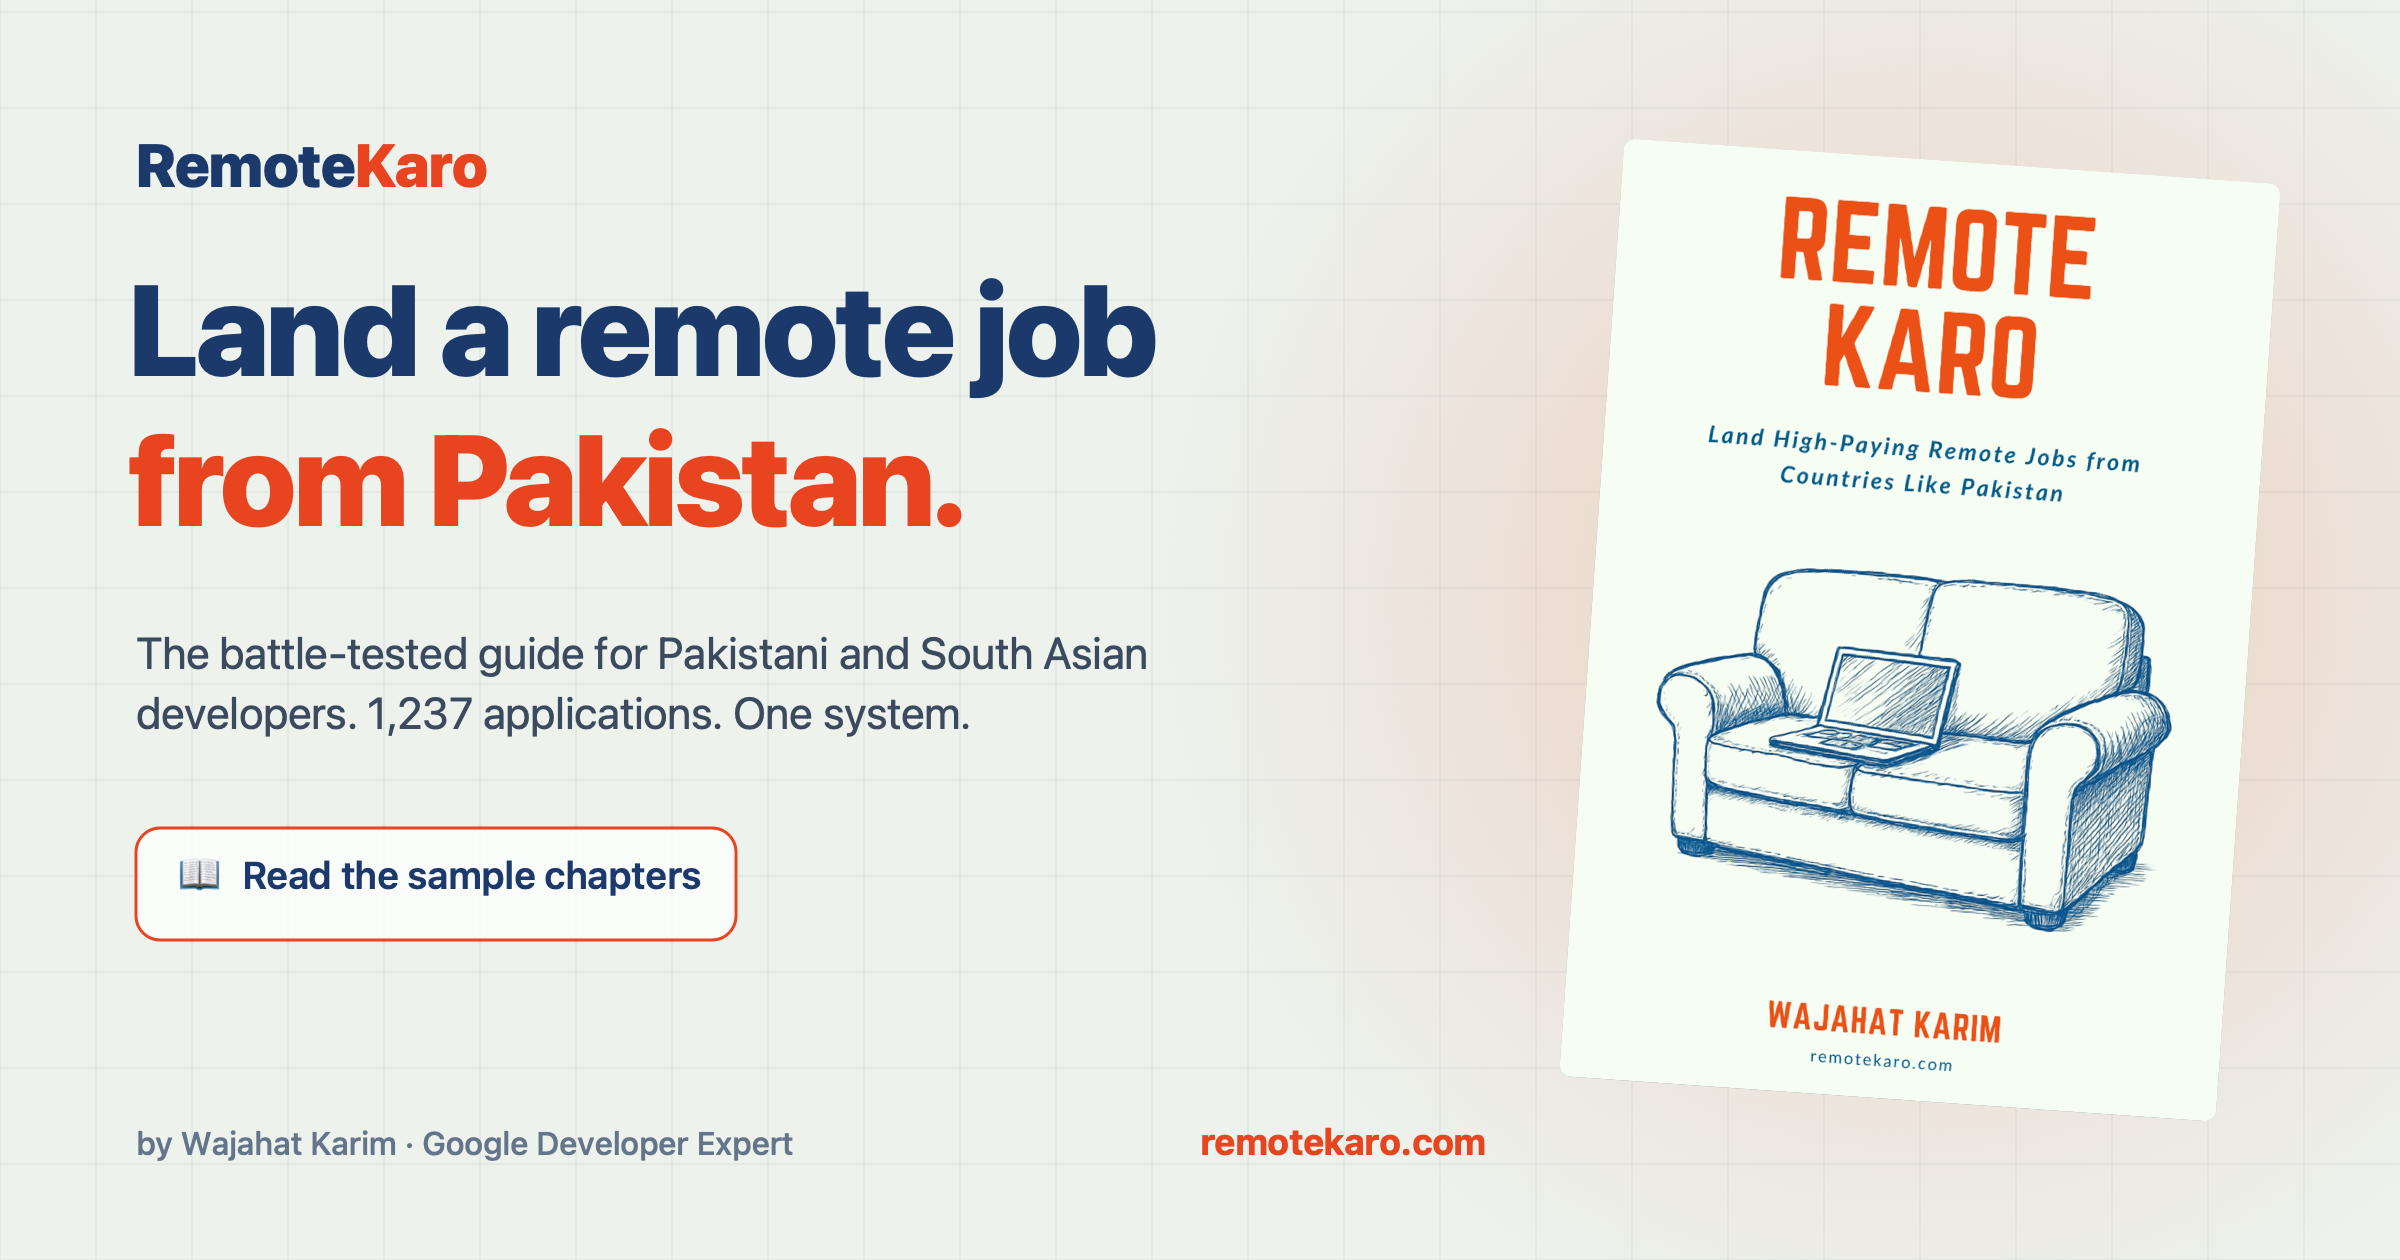 RemoteKaro
Land a remote job
from Pakistan.
The battle-tested guide for Pakistani and South Asian
developers. 1,237 applications. One system.
📖 Read the sample chapters
by Wajahat Karim · Google Developer Expert
remotekaro.com
REMOTE
KARO
Land High-Paying Remote Jobs from
Countries Like Pakistan
WAJAHAT KARIM
remotekaro.com